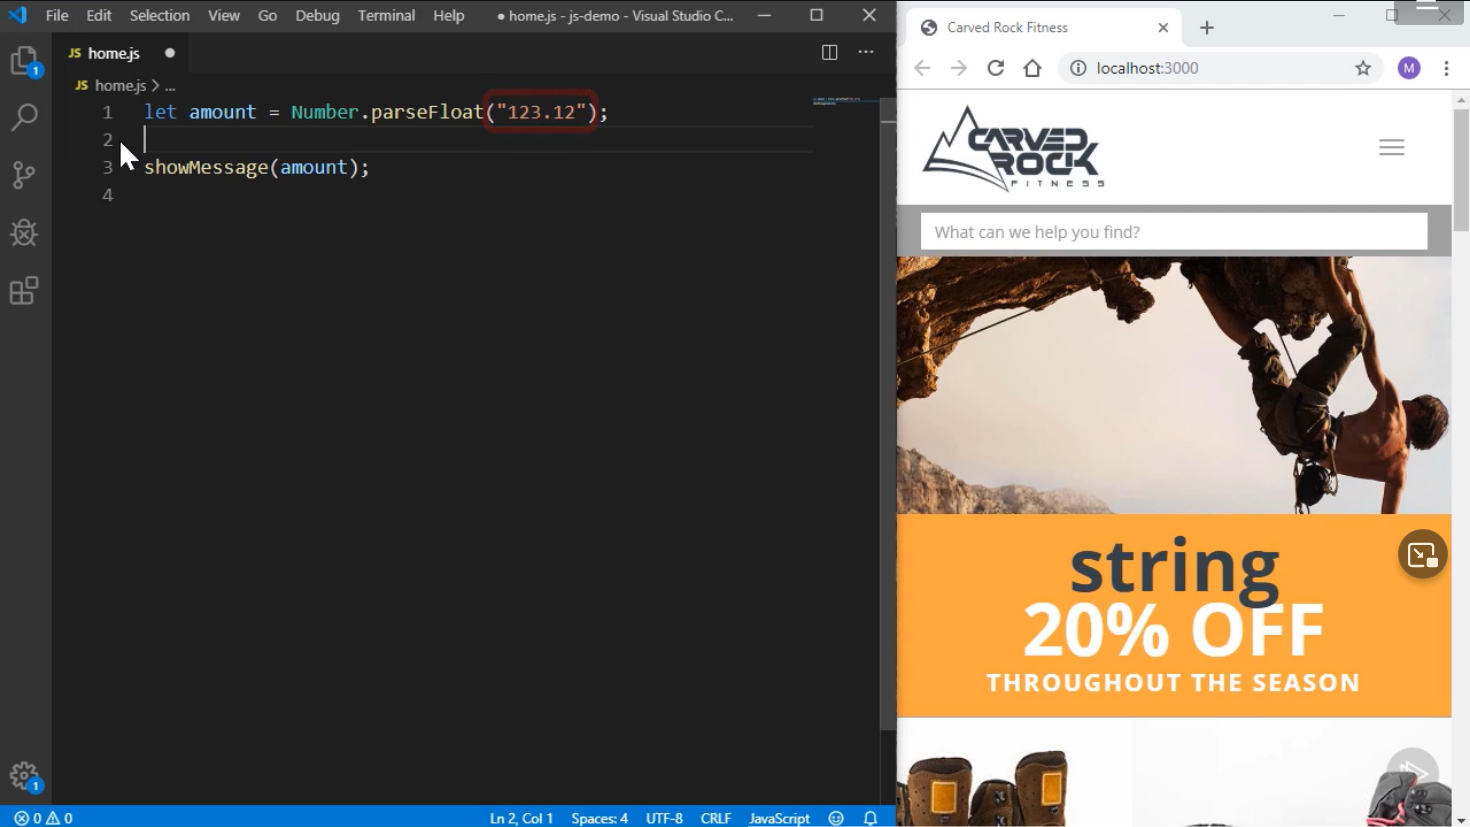 File Edit Selection View Go Debug Terminal Help ● home.js - js-demo - Visual Studio C...
JS home.js
JS home.js > ...
1 let amount = Number.parseFloat("123.12");
2
3 showMessage(amount);
4
1
1
0 0
Ln 2, Col 1 Spaces: 4 UTF-8 CRLF JavaScript
Carved Rock Fitness
localhost:3000
M
CARVED
ROCK
FITNESS
What can we help you find?
string
20% OFF
THROUGHOUT THE SEASON